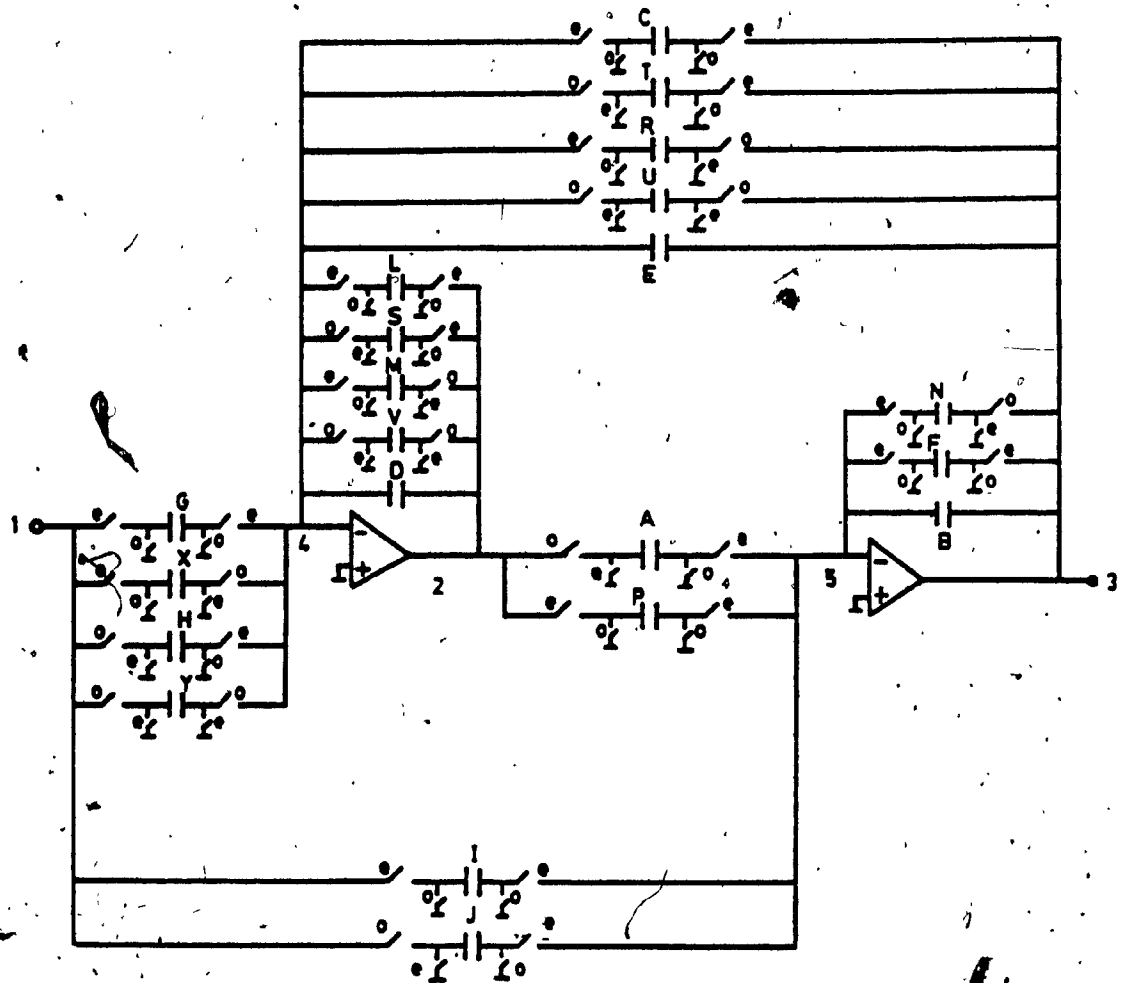 C
e e
o o
T
o e
e o
R
e o
o e
U
o o
e e
E
L
e e
o o
S
o e
e o
M
e o
o e
V
o o
e e
D
N
e o
o e
F
e e
o o
B
G
1 e e 4 - 2
o o +
X
o
o e
H
o e
e o
Y
o o
e e
A
o e 5 - 3
e o +
P
e e
o o
I
e e
o o
J
o e
e o